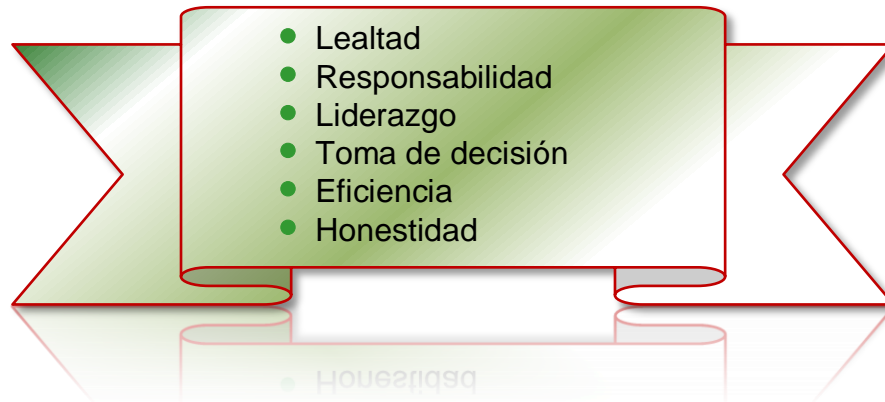 • Lealtad
• Responsabilidad
• Liderazgo
• Toma de decisión
• Eficiencia
• Honestidad